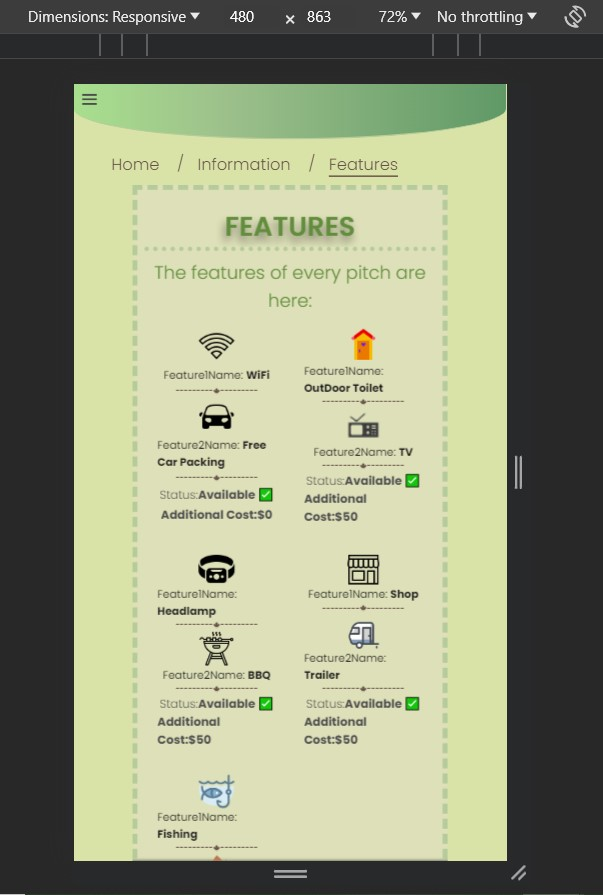 Dimensions: Responsive 480 × 863 72% No throttling
Home / Information / Features
FEATURES
The features of every pitch are
here:
Feature1Name: WiFi
Feature2Name: Free
Car Packing
Status:Available ✅
Additional Cost:$0
Feature1Name:
OutDoor Toilet
Feature2Name: TV
Status:Available ✅
Additional
Cost:$50
Feature1Name:
Headlamp
Feature2Name: BBQ
Status:Available ✅
Additional
Cost:$50
Feature1Name: Shop
Feature2Name:
Trailer
Status:Available ✅
Additional
Cost:$50
Feature1Name:
Fishing